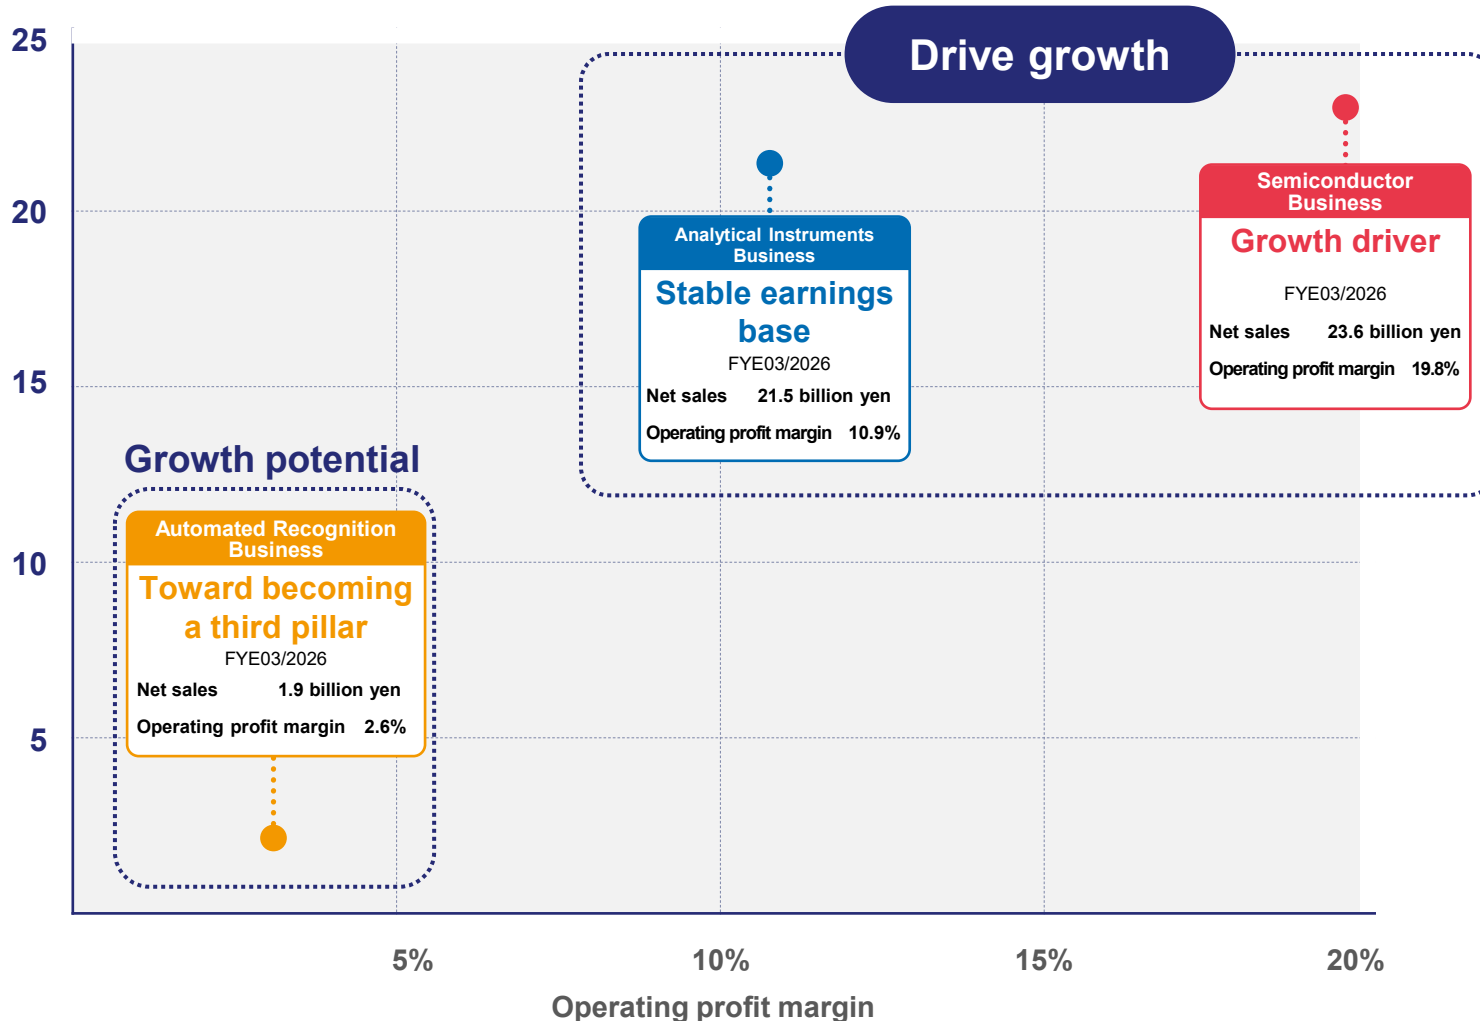 25
20
15
10
5
Drive growth
Semiconductor
Business
Growth driver
FYE03/2026
Net sales 23.6 billion yen
Operating profit margin 19.8%
Analytical Instruments
Business
Stable earnings
base
FYE03/2026
Net sales 21.5 billion yen
Operating profit margin 10.9%
Growth potential
Automated Recognition
Business
Toward becoming
a third pillar
FYE03/2026
Net sales 1.9 billion yen
Operating profit margin 2.6%
5% 10% 15% 20%
Operating profit margin